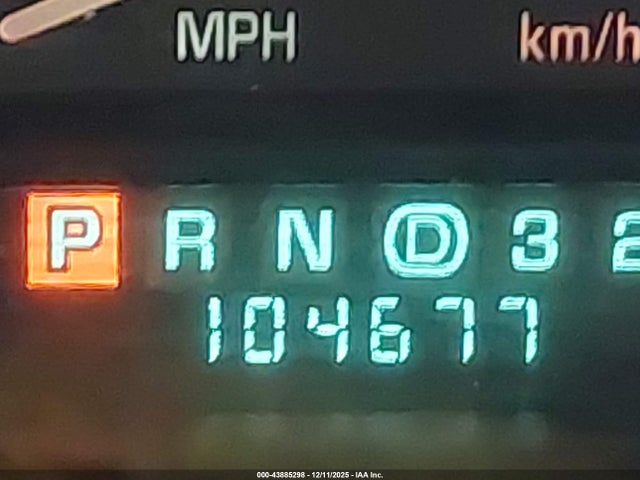 MPH km/h
P R N D 3 2
104677
000-43885298 - 12/11/2025 - IAA Inc.